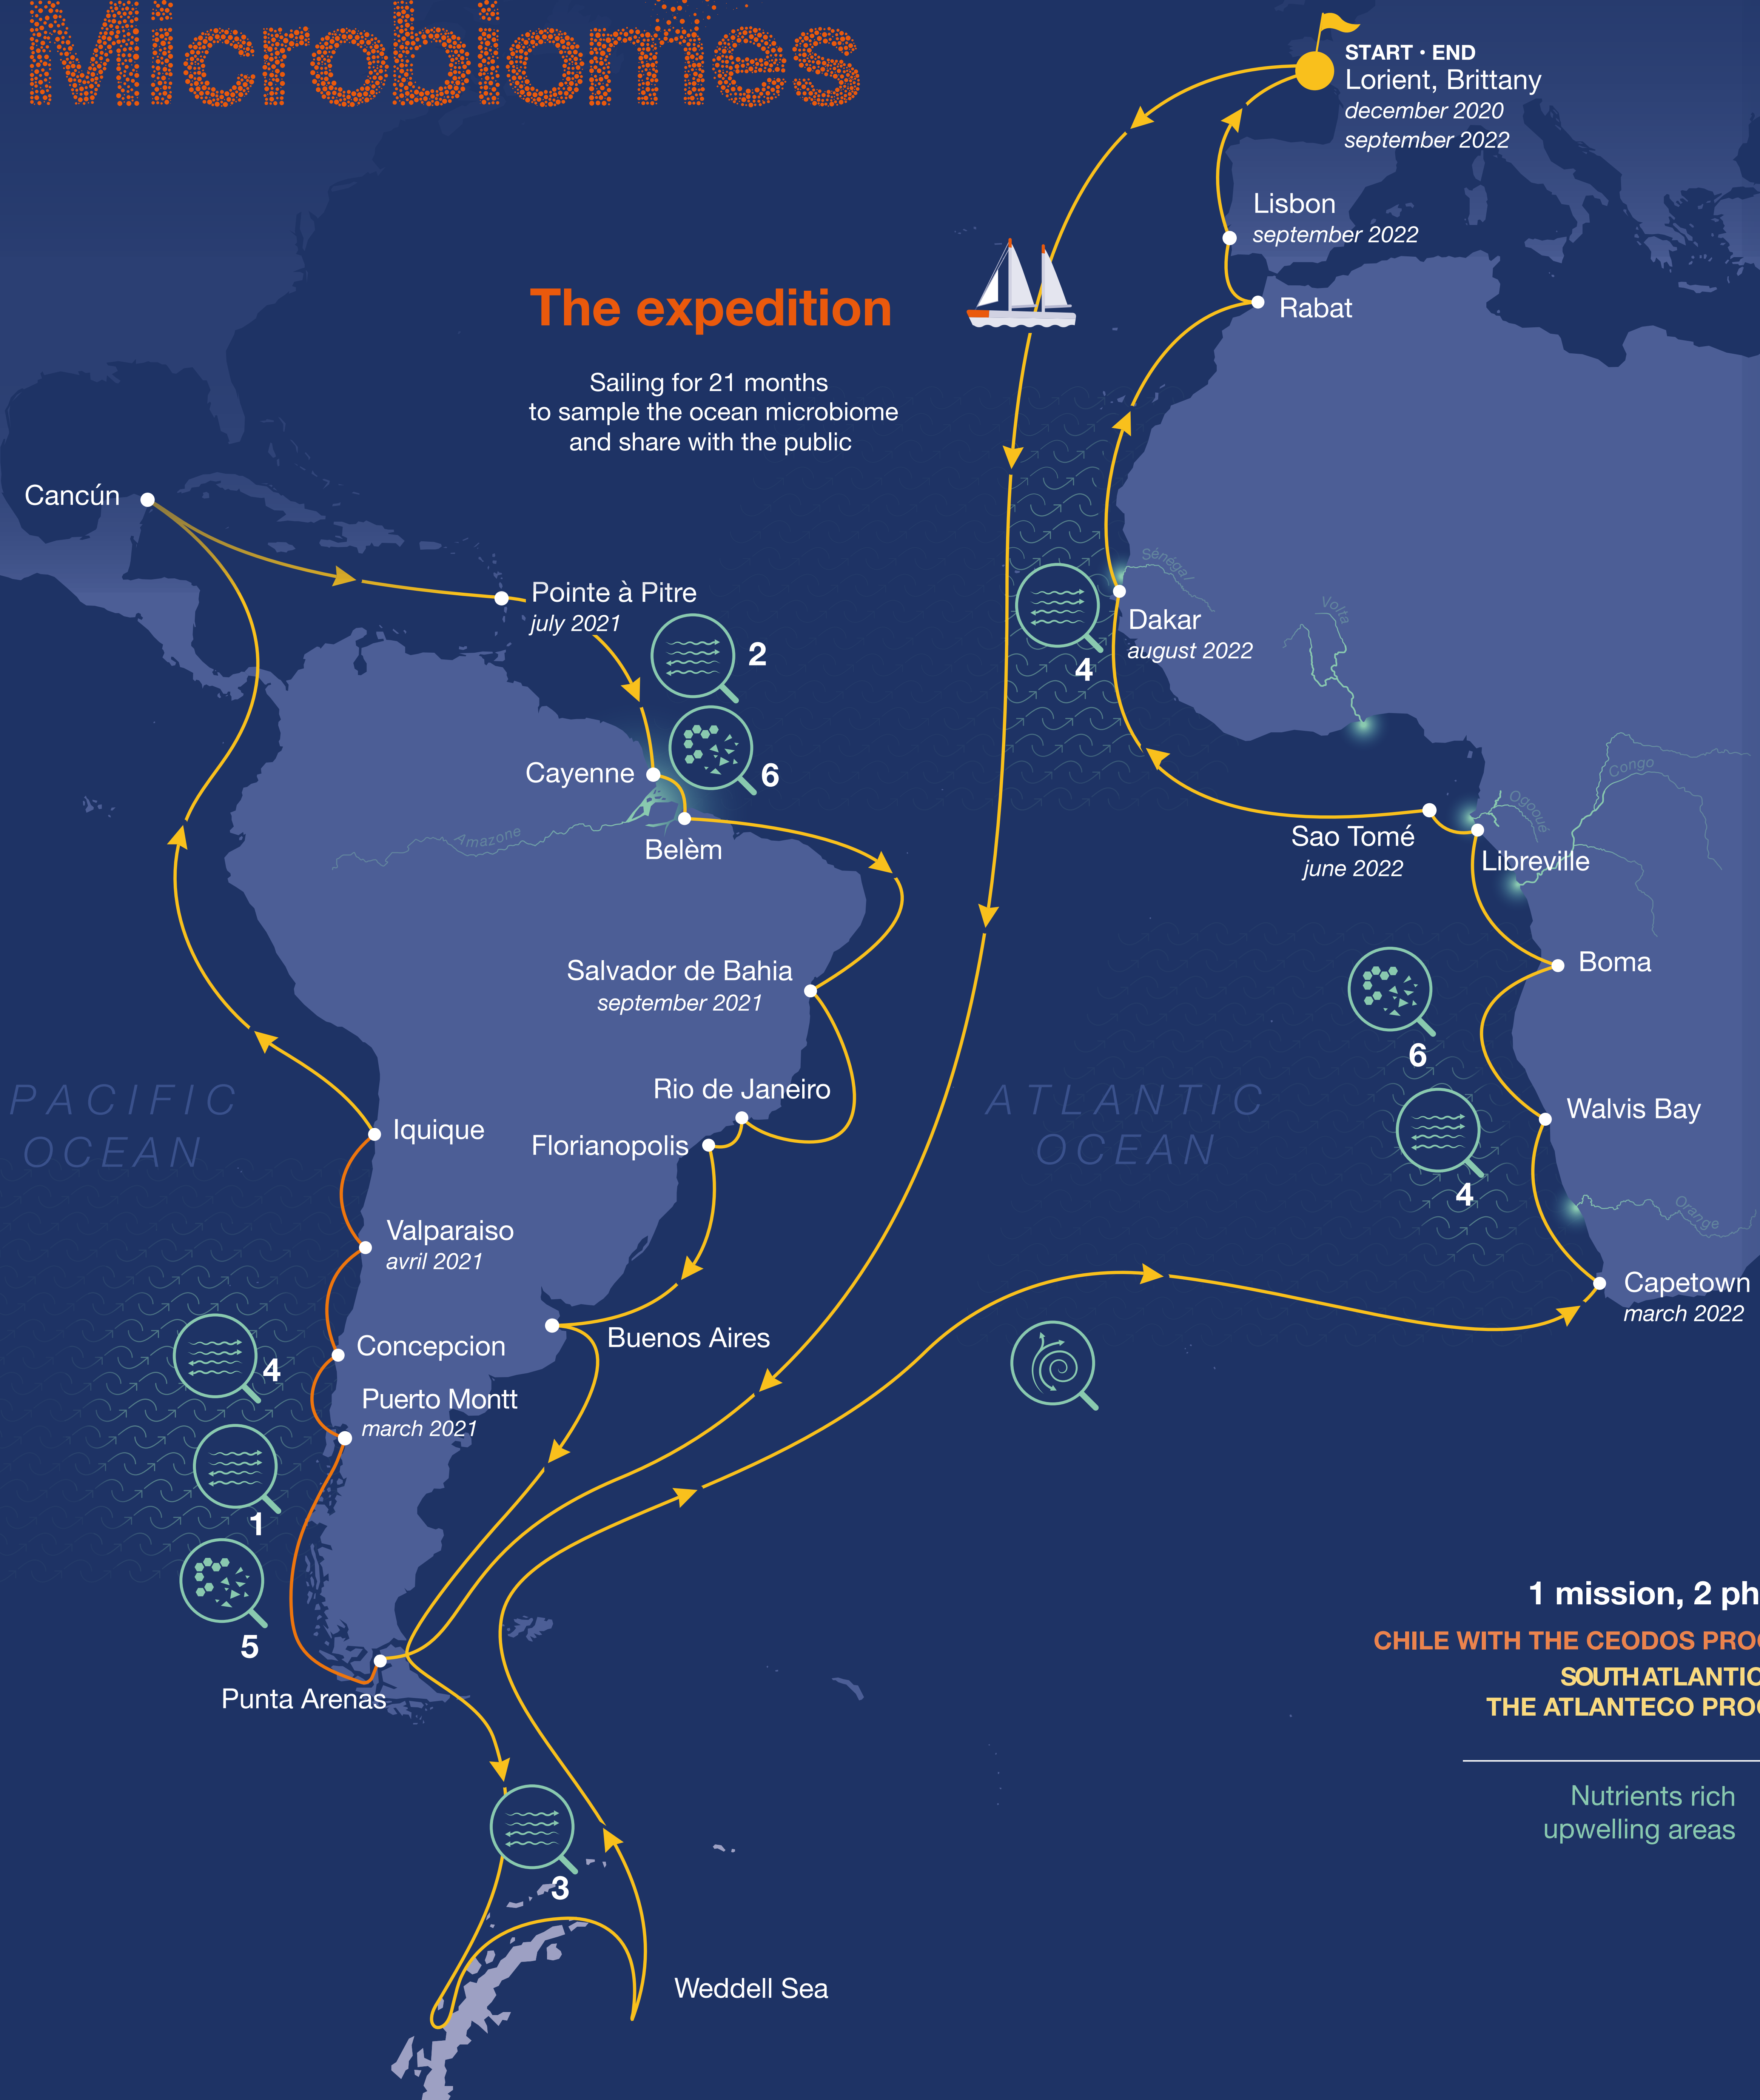 Microbiomes
START • END
Lorient, Brittany
december 2020
september 2022
Lisbon
september 2022
Rabat
The expedition
Sailing for 21 months
to sample the ocean microbiome
and share with the public
Cancún
Pointe à Pitre
july 2021
2
6
Sénégal
Volta
Dakar
august 2022
4
Cayenne
Amazone
Belèm
Congo
Ogooué
Sao Tomé
june 2022
Libreville
Salvador de Bahia
september 2021
Boma
6
Rio de Janeiro
Florianopolis
PACIFIC
OCEAN
ATLANTIC
OCEAN
Iquique
Walvis Bay
4
Orange
Valparaiso
avril 2021
Capetown
march 2022
Concepcion
Buenos Aires
4
Puerto Montt
march 2021
1
5
Punta Arenas
1 mission, 2 ph
CHILE WITH THE CEODOS PROG
SOUTH ATLANTIC
THE ATLANTECO PROG
Nutrients rich
upwelling areas
3
Weddell Sea